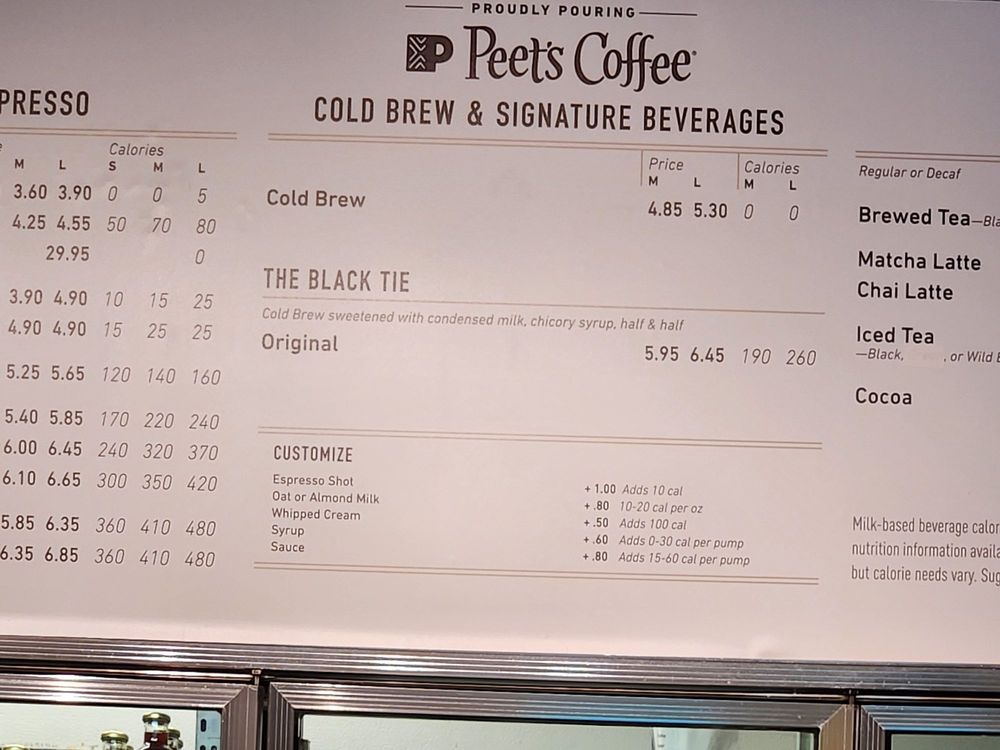 PROUDLY POURING
Peet's Coffee
PRESSO
Calories
M L S M L
3.60 3.90 0 0 5
4.25 4.55 50 70 80
29.95 0
3.90 4.90 10 15 25
4.90 4.90 15 25 25
5.25 5.65 120 140 160
5.40 5.85 170 220 240
6.00 6.45 240 320 370
6.10 6.65 300 350 420
5.85 6.35 360 410 480
6.35 6.85 360 410 480
COLD BREW & SIGNATURE BEVERAGES
Price Calories
M L M L
Cold Brew 4.85 5.30 0 0
THE BLACK TIE
Cold Brew sweetened with condensed milk, chicory syrup, half & half
Original 5.95 6.45 190 260
CUSTOMIZE
Espresso Shot +1.00 Adds 10 cal
Oat or Almond Milk +.80 10-20 cal per oz
Whipped Cream +.50 Adds 100 cal
Syrup +.60 Adds 0-30 cal per pump
Sauce +.80 Adds 15-60 cal per pump
Regular or Decaf
Brewed Tea—Bla
Matcha Latte
Chai Latte
Iced Tea
—Black, , or Wild B
Cocoa
Milk-based beverage calor
nutrition information availa
but calorie needs vary. Sug